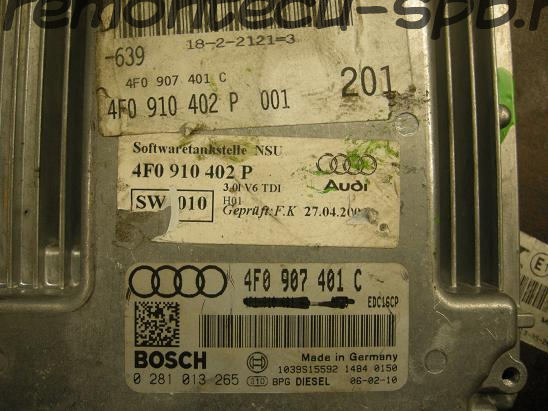 remontecu-spb.r
-639
18-2-2121=3
4F0 907 401 C
4F0 910 402 P 001
201
Softwaretankstelle NSU
4F0 910 402 P
3.0l V6 TDI
SW 010
H01
Audi
Geprüft: F.K 27.04.20
4F0 907 401 C
EDC16CP
BOSCH
Made in Germany
1039S15592 1484 0150
0 281 013 265
BPG DIESEL 06-02-10